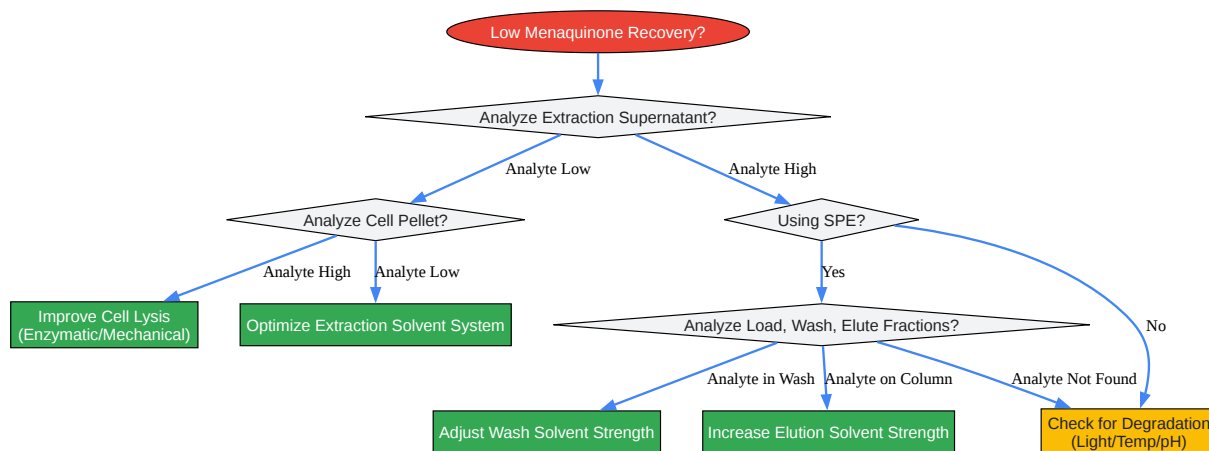 Low Menaquinone Recovery?
Analyze Extraction Supernatant?
Analyte Low
Analyte High
Analyze Cell Pellet?
Using SPE?
Analyte High
Analyte Low
Yes
Improve Cell Lysis
(Enzymatic/Mechanical)
Optimize Extraction Solvent System
Analyze Load, Wash, Elute Fractions?
No
Analyte in Wash
Analyte on Column
Analyte Not Found
Adjust Wash Solvent Strength
Increase Elution Solvent Strength
Check for Degradation
(Light/Temp/pH)